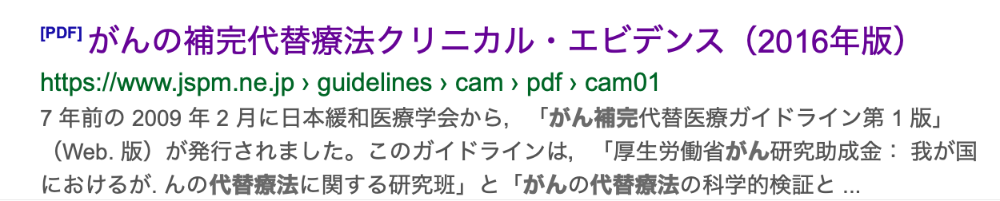 [PDF] がんの補完代替療法クリニカル・エビデンス（2016年版）
https://www.jspm.ne.jp › guidelines › cam › pdf › cam01
7 年前の 2009 年 2 月に日本緩和医療学会から, 「がん補完代替医療ガイドライン第 1 版」
（Web. 版）が発行されました。このガイドラインは, 「厚生労働省がん研究助成金： 我が国
におけるが. んの代替療法に関する研究班」と「がんの代替療法の科学的検証と ...